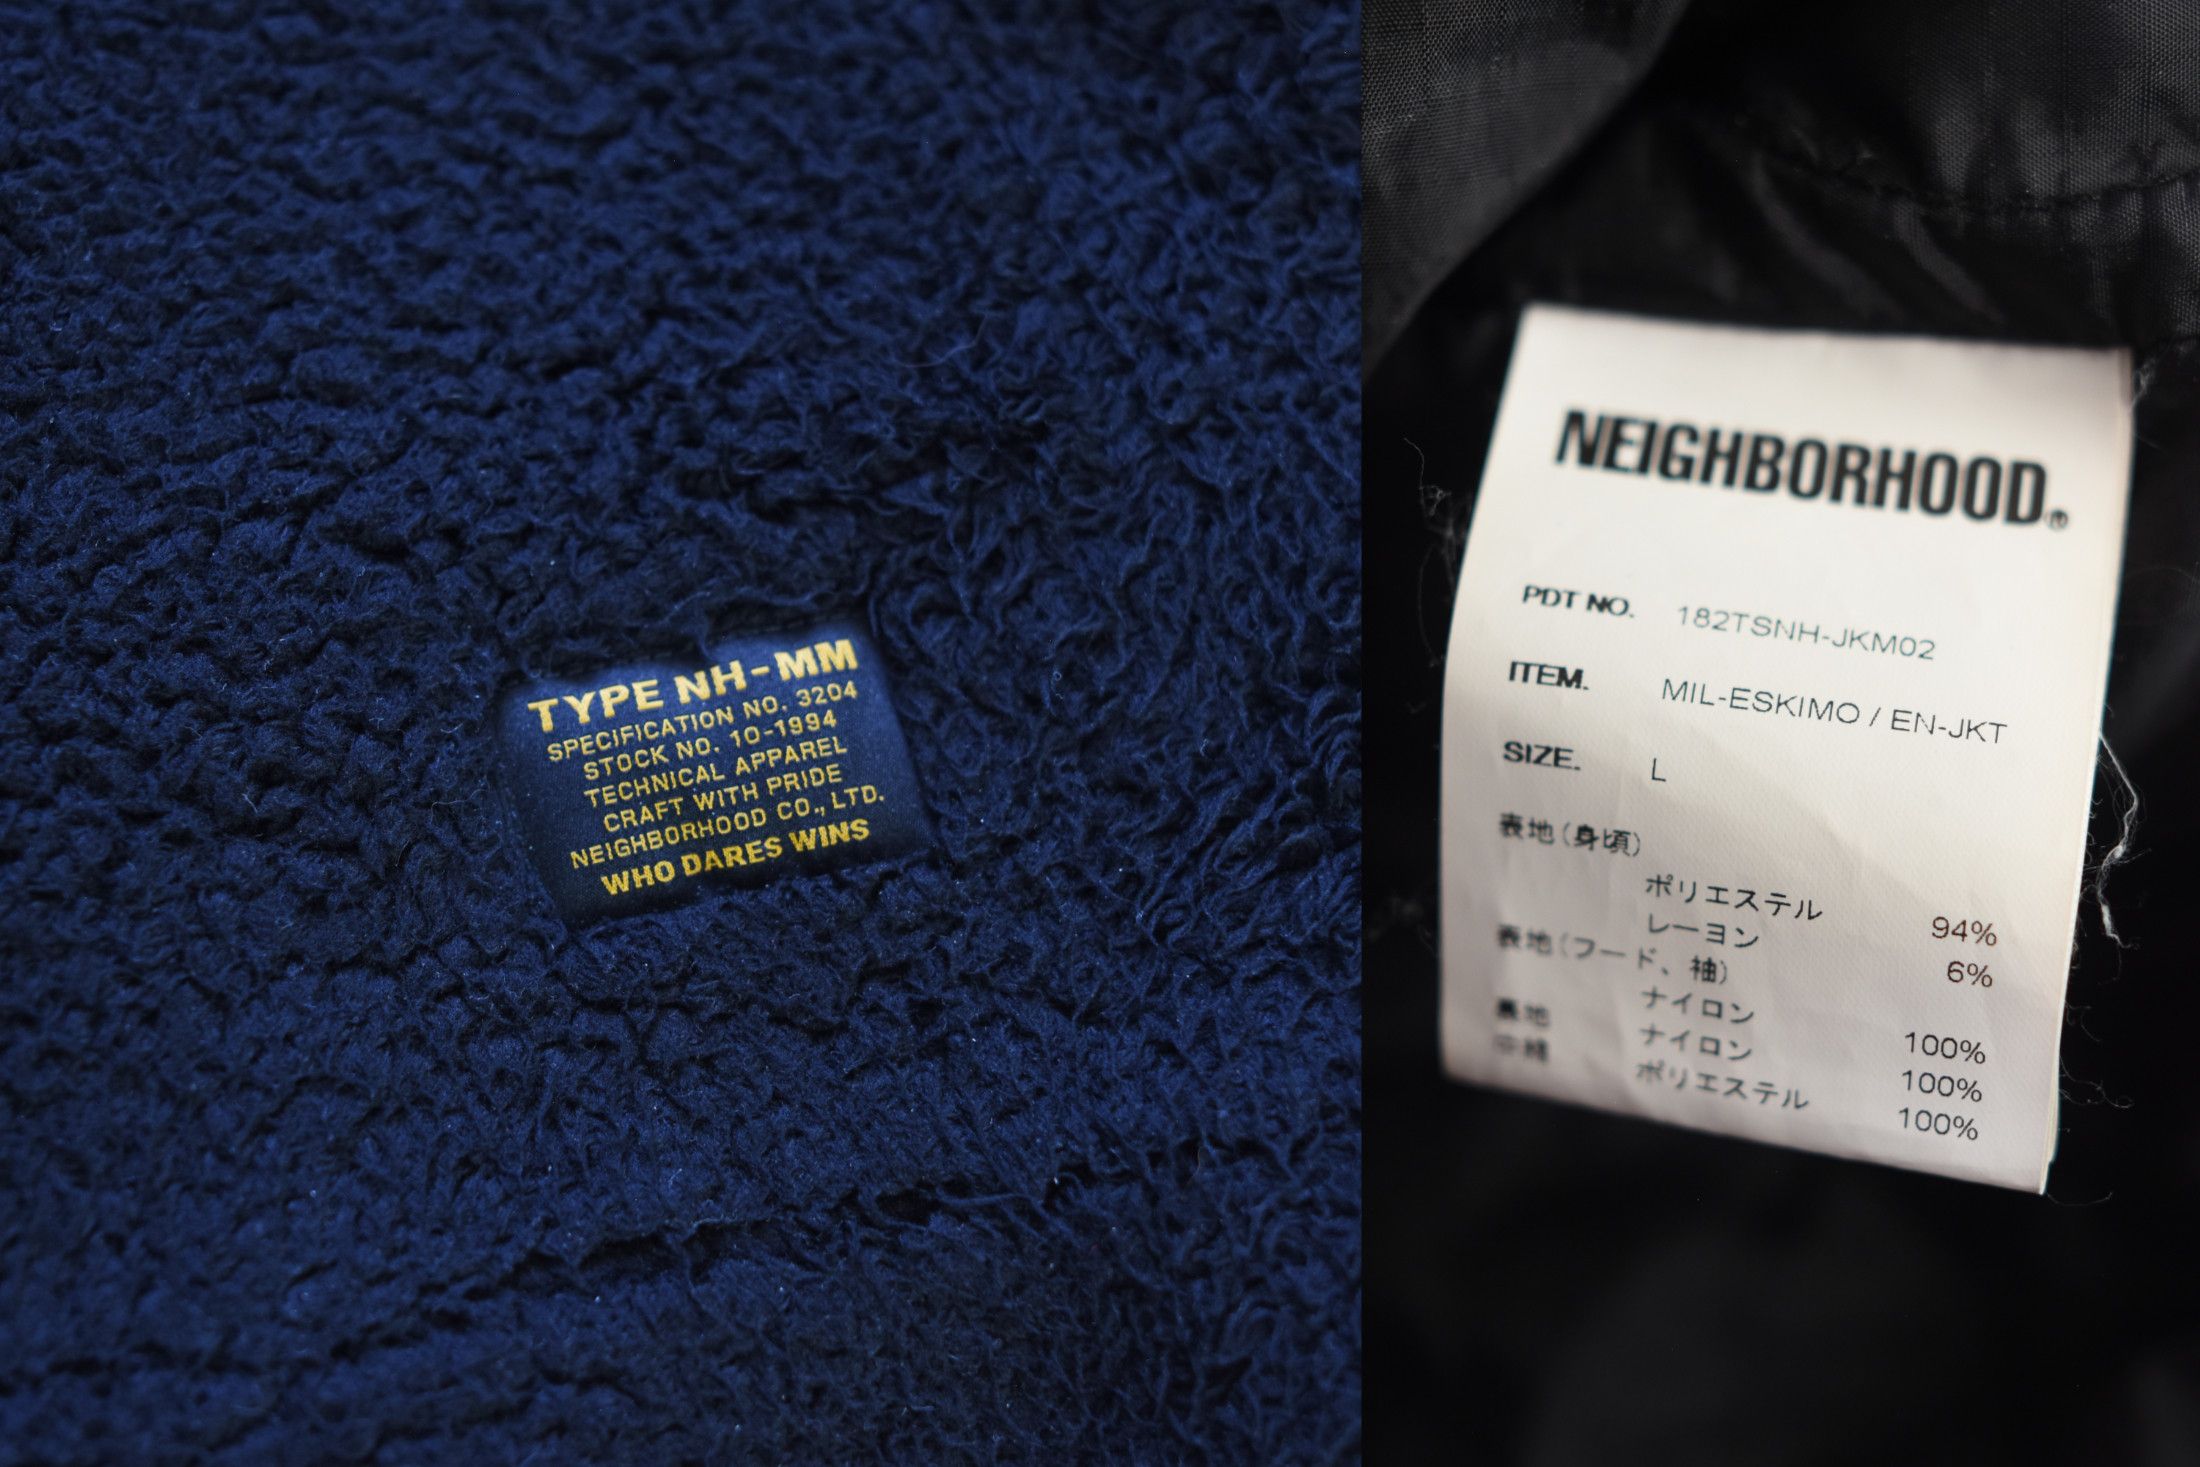 TYPE NH-MM
SPECIFICATION NO. 3204
STOCK NO. 10-1994
TECHNICAL APPAREL
CRAFT WITH PRIDE
NEIGHBORHOOD CO., LTD.
WHO DARES WINS
NEIGHBORHOOD®
PDT NO. 182TSNH-JKM02
ITEM. MIL-ESKIMO / EN-JKT
SIZE. L
表地(身頃)
ポリエステル 94%
レーヨン 6%
表地(フード、袖)
ナイロン 100%
裏地 ナイロン 100%
中綿 ポリエステル 100%